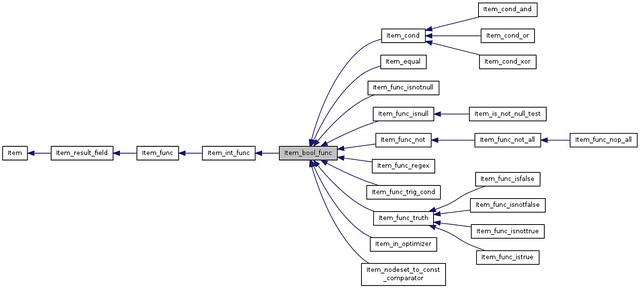 Item_cond_and
Item_cond
Item_cond_or
Item_cond_xor
Item_equal
Item_func_isnotnull
Item_func_isnull
Item_is_not_null_test
Item_func_not
Item_func_not_all
Item_func_nop_all
Item
Item_result_field
Item_func
Item_int_func
Item_bool_func
Item_func_regex
Item_func_isfalse
Item_func_trig_cond
Item_func_isnotfalse
Item_func_truth
Item_func_isnottrue
Item_in_optimizer
Item_func_istrue
Item_nodeset_to_const
_comparator